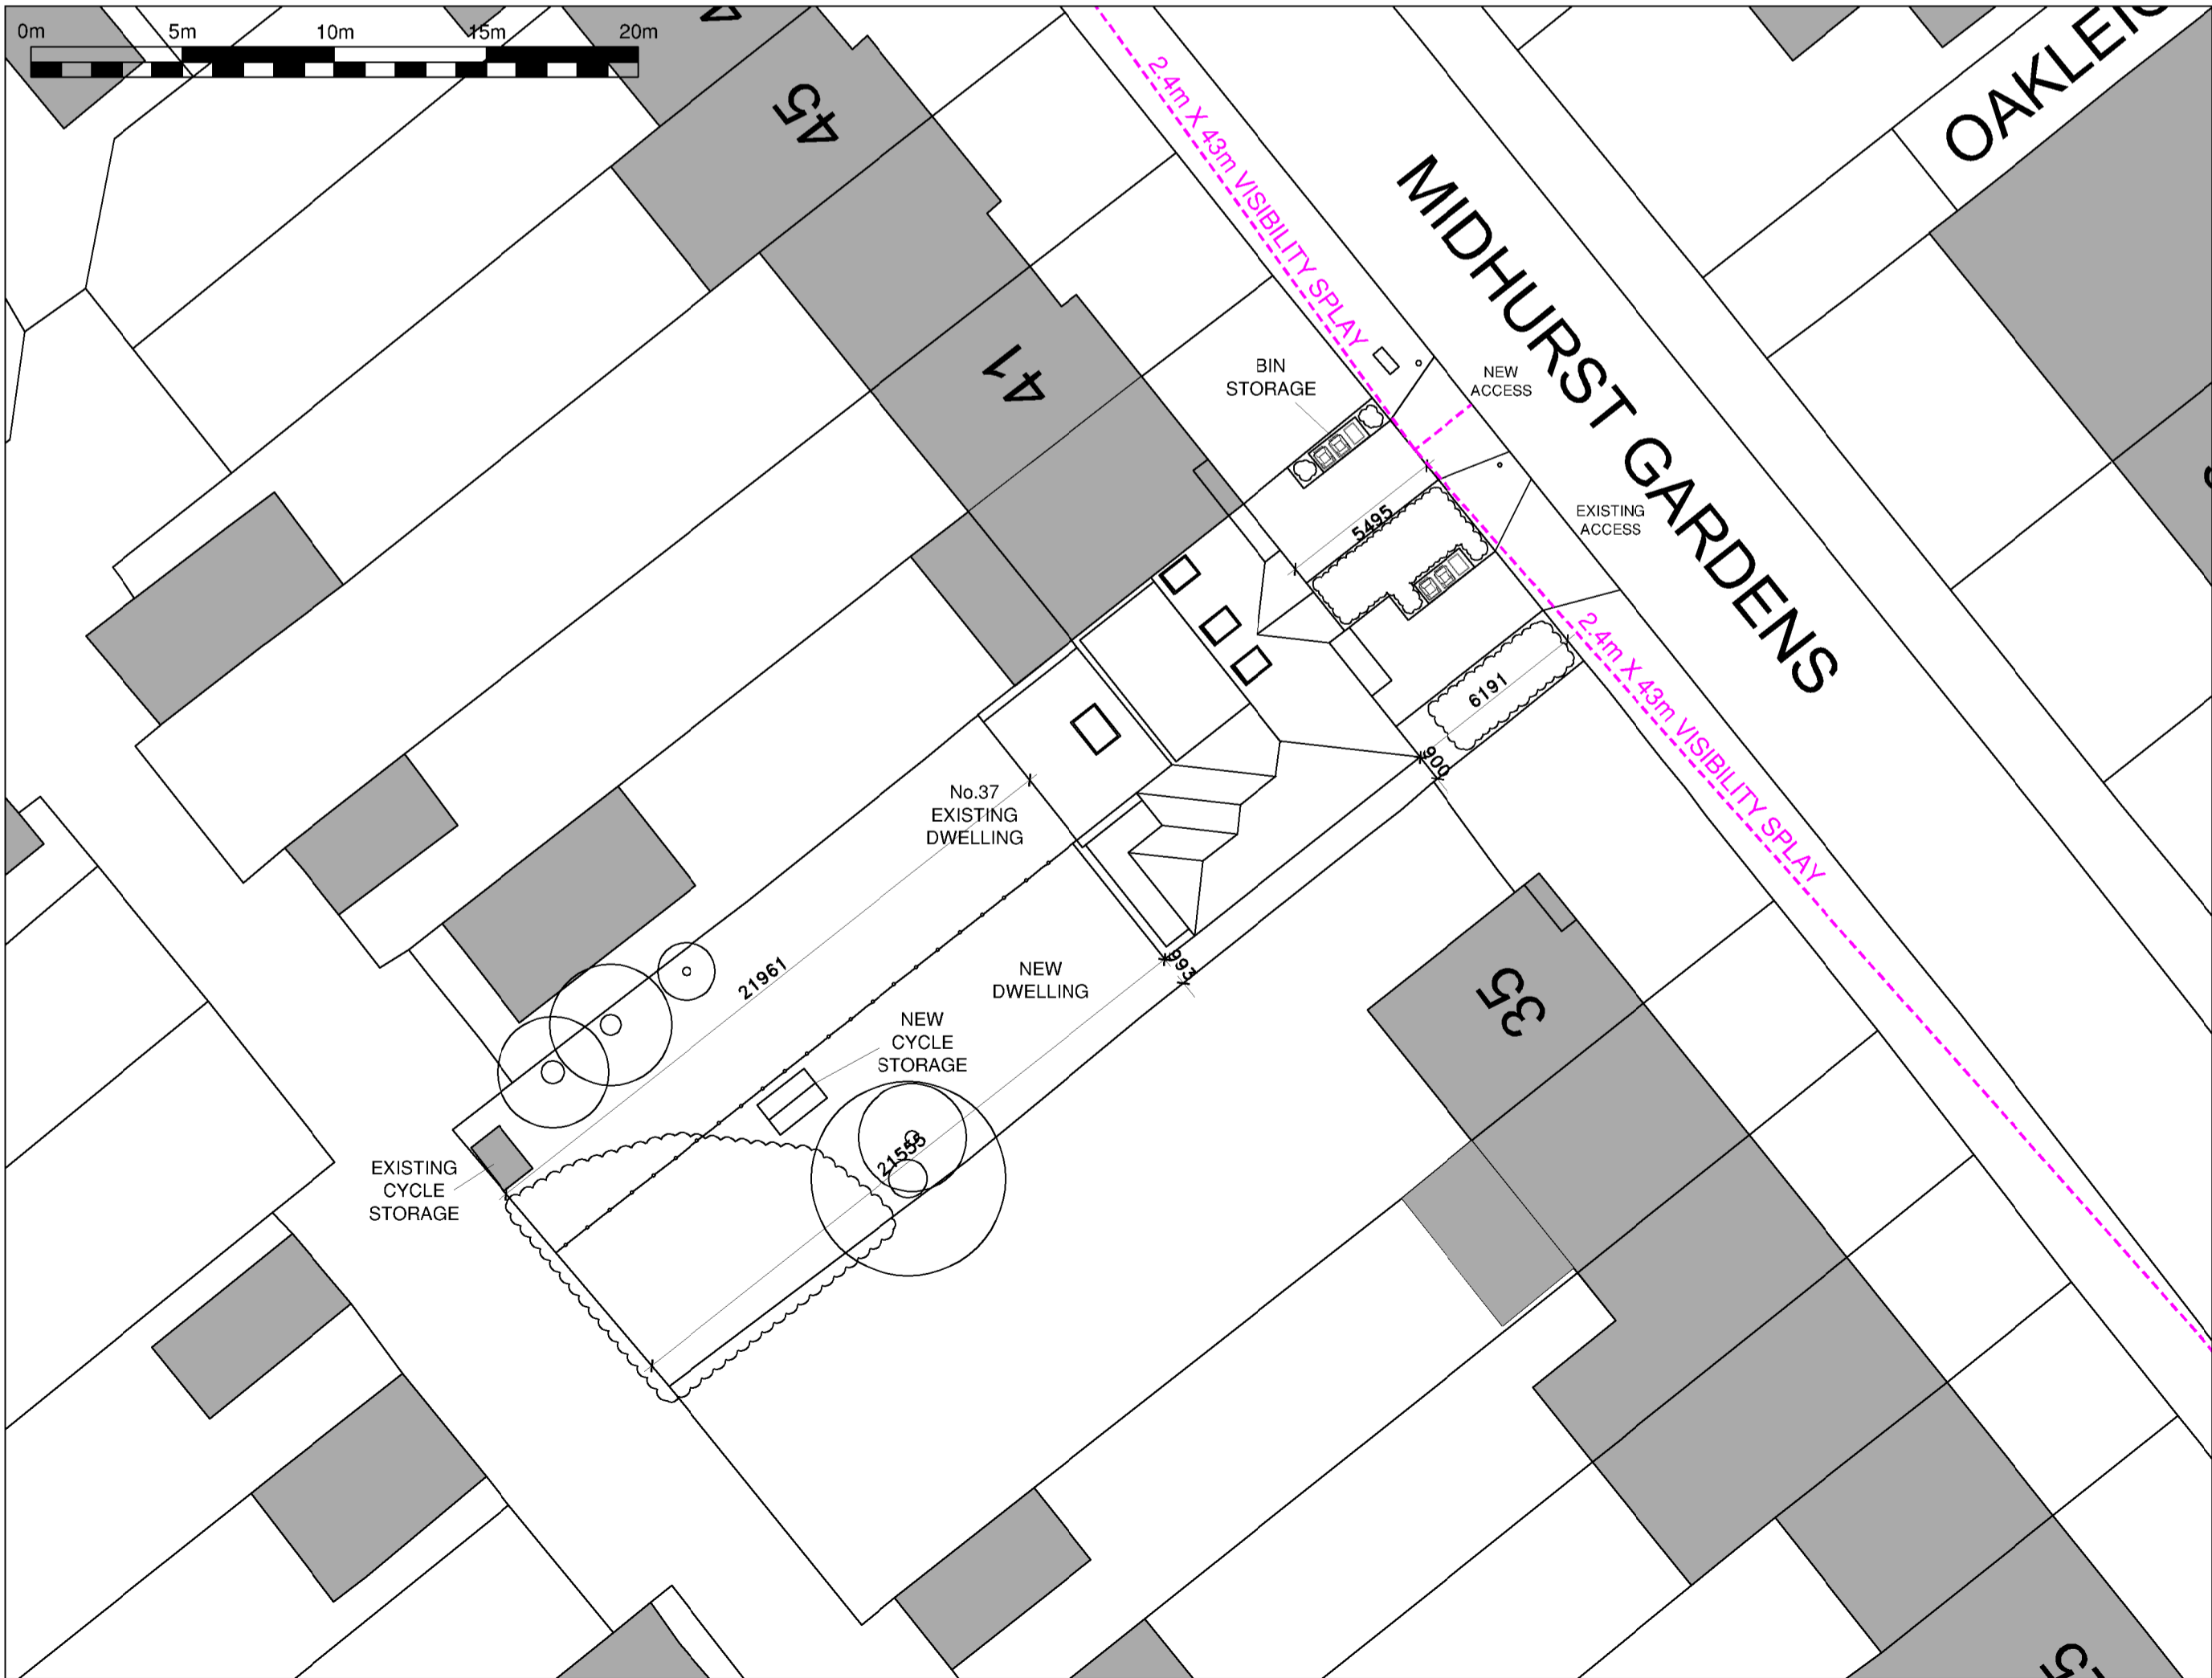 0m 5m 10m 15m 20m
45
41
OAKLEIG
MIDHURST GARDENS
2.4m X 43m VISIBILITY SPLAY
BIN
STORAGE
NEW
ACCESS
EXISTING
ACCESS
5495
6191
900
2.4m X 43m VISIBILITY SPLAY
No.37
EXISTING
DWELLING
21961
993
NEW
DWELLING
NEW
CYCLE
STORAGE
21555
EXISTING
CYCLE
STORAGE
35